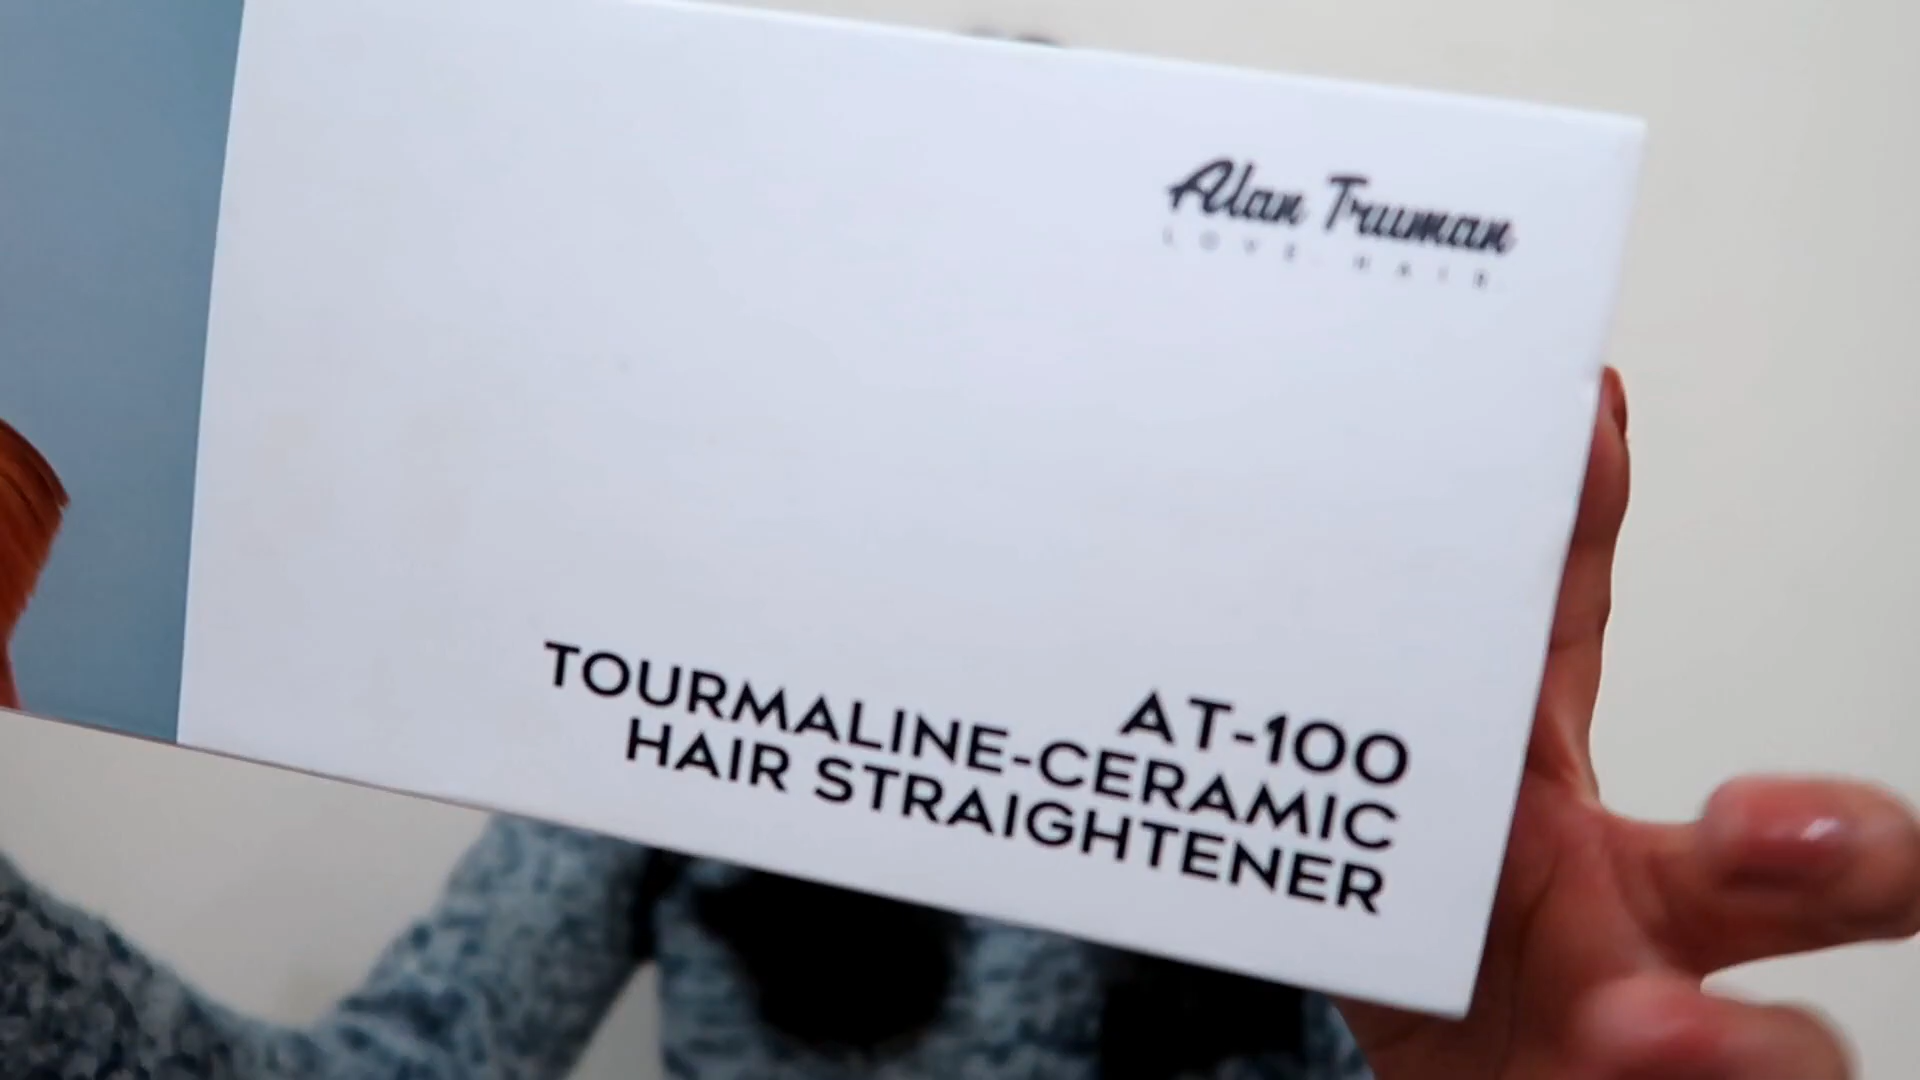 Alan Truman
LOVE. HAIR.
AT-100
TOURMALINE-CERAMIC
HAIR STRAIGHTENER